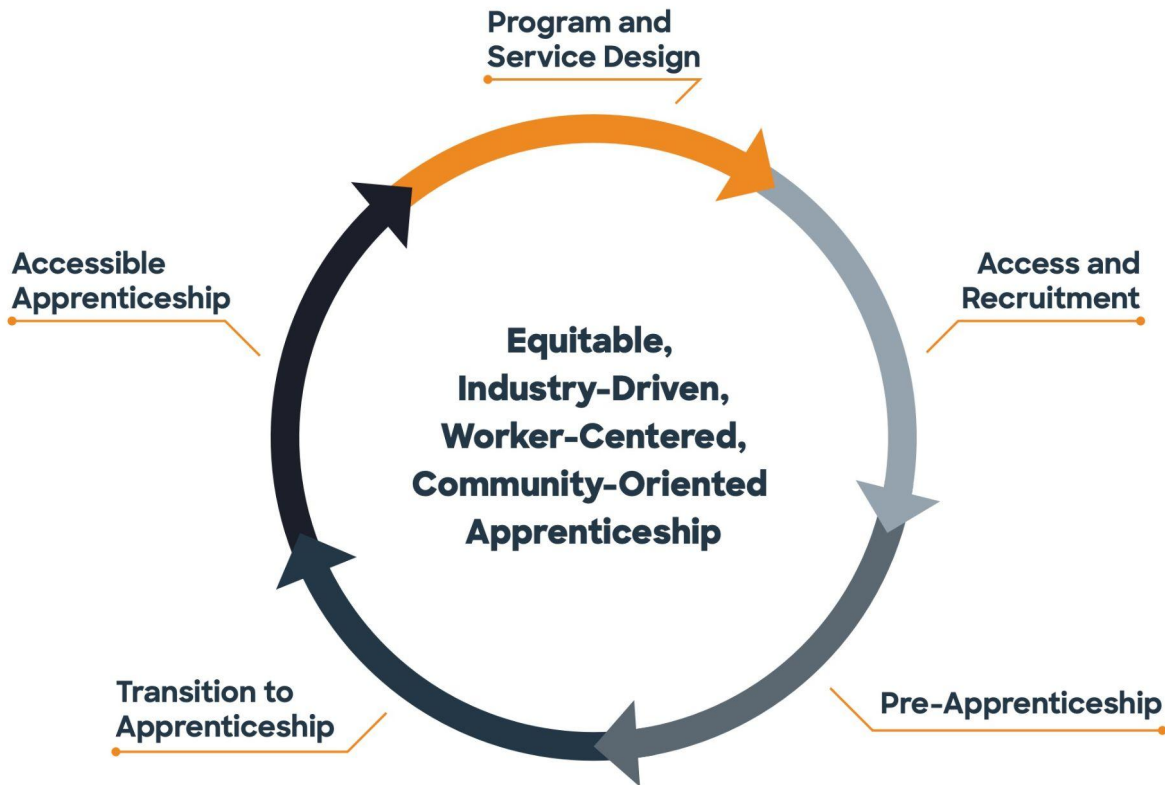 Program and
Service Design
Access and
Recruitment
Pre-Apprenticeship
Transition to
Apprenticeship
Accessible
Apprenticeship
Equitable,
Industry-Driven,
Worker-Centered,
Community-Oriented
Apprenticeship